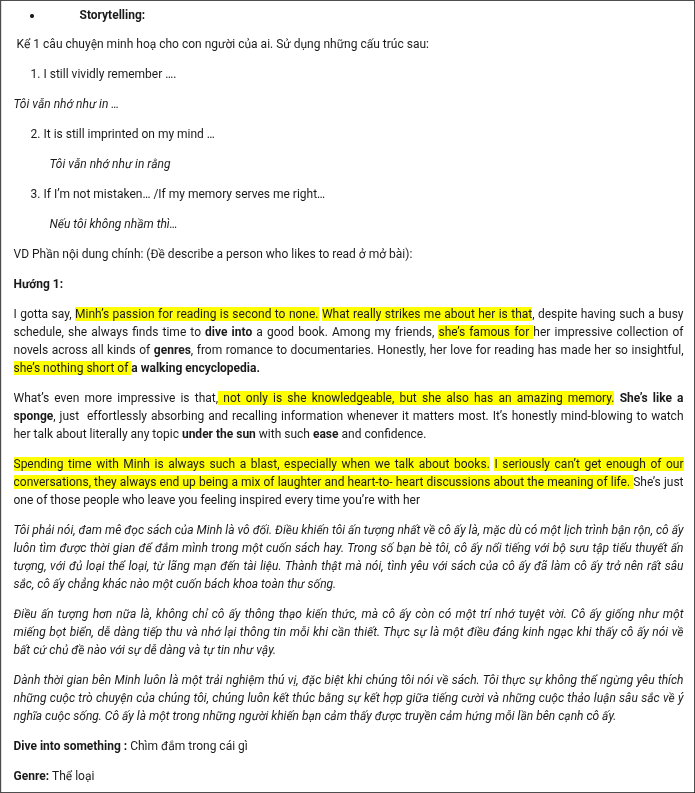 • Storytelling:
Kể 1 câu chuyện minh hoạ cho con người của ai. Sử dụng những cấu trúc sau:
1. I still vividly remember ….
Tôi vẫn nhớ như in …
2. It is still imprinted on my mind …
Tôi vẫn nhớ như in rằng
3. If I’m not mistaken… /If my memory serves me right…
Nếu tôi không nhầm thì…
VD Phần nội dung chính: (Đề describe a person who likes to read ở mở bài):
Hướng 1:
I gotta say, Minh’s passion for reading is second to none. What really strikes me about her is that, despite having such a busy
schedule, she always finds time to dive into a good book. Among my friends, she’s famous for her impressive collection of
novels across all kinds of genres, from romance to documentaries. Honestly, her love for reading has made her so insightful,
she’s nothing short of a walking encyclopedia.
What’s even more impressive is that, not only is she knowledgeable, but she also has an amazing memory. She’s like a
sponge, just effortlessly absorbing and recalling information whenever it matters most. It’s honestly mind-blowing to watch
her talk about literally any topic under the sun with such ease and confidence.
Spending time with Minh is always such a blast, especially when we talk about books. I seriously can’t get enough of our
conversations, they always end up being a mix of laughter and heart-to- heart discussions about the meaning of life. She’s just
one of those people who leave you feeling inspired every time you’re with her
Tôi phải nói, đam mê đọc sách của Minh là vô đối. Điều khiến tôi ấn tượng nhất về cô ấy là, mặc dù có một lịch trình bận rộn, cô ấy
luôn tìm được thời gian để đắm mình trong một cuốn sách hay. Trong số bạn bè tôi, cô ấy nổi tiếng với bộ sưu tập tiểu thuyết ấn
tượng, với đủ loại thể loại, từ lãng mạn đến tài liệu. Thành thật mà nói, tình yêu với sách của cô ấy đã làm cô ấy trở nên rất sâu
sắc, cô ấy chẳng khác nào một cuốn bách khoa toàn thư sống.
Điều ấn tượng hơn nữa là, không chỉ cô ấy thông thạo kiến thức, mà cô ấy còn có một trí nhớ tuyệt vời. Cô ấy giống như một
miếng bọt biển, dễ dàng tiếp thu và nhớ lại thông tin mỗi khi cần thiết. Thực sự là một điều đáng kinh ngạc khi thấy cô ấy nói về
bất cứ chủ đề nào với sự dễ dàng và tự tin như vậy.
Dành thời gian bên Minh luôn là một trải nghiệm thú vị, đặc biệt khi chúng tôi nói về sách. Tôi thực sự không thể ngừng yêu thích
những cuộc trò chuyện của chúng tôi, chúng luôn kết thúc bằng sự kết hợp giữa tiếng cười và những cuộc thảo luận sâu sắc về ý
nghĩa cuộc sống. Cô ấy là một trong những người khiến bạn cảm thấy được truyền cảm hứng mỗi lần bên cạnh cô ấy.
Dive into something : Chìm đắm trong cái gì
Genre: Thể loại